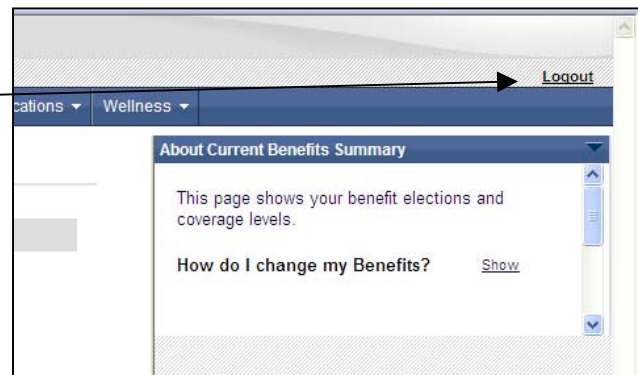 Logout
cations Wellness
About Current Benefits Summary
This page shows your benefit elections and
coverage levels.
How do I change my Benefits? Show